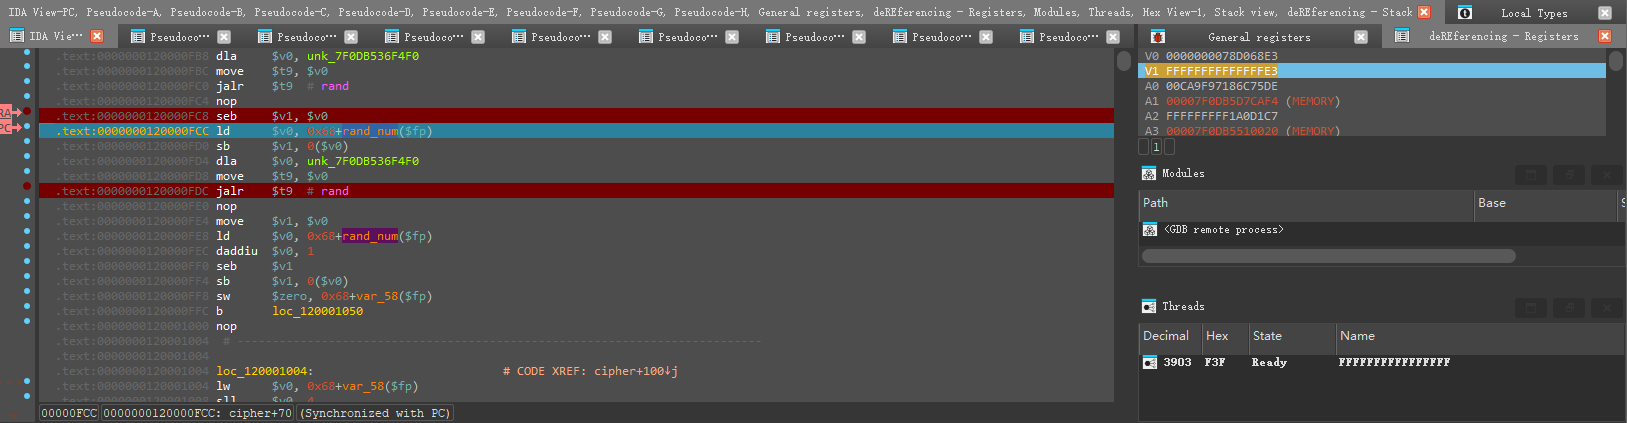 IDA View-PC, Pseudocode-A, Pseudocode-B, Pseudocode-C, Pseudocode-D, Pseudocode-E, Pseudocode-F, Pseudocode-G, Pseudocode-H, General registers, deREferencing - Registers, Modules, Threads, Hex View-1, Stack view, deREferencing - Stack
Local Types
IDA Vie… Pseudoco… Pseudoco… Pseudoco… Pseudoco… Pseudoco… Pseudoco… Pseudoco… Pseudoco…
General registers
deREferencing - Registers
.text:0000000120000FB8 dla $v0, unk_7F0DB536F4F0
.text:0000000120000FBC move $t9, $v0
.text:0000000120000FC0 jalr $t9 # rand
.text:0000000120000FC4 nop
RA
.text:0000000120000FC8 seb $v1, $v0
PC
.text:0000000120000FCC ld $v0, 0x68+rand_num($fp)
.text:0000000120000FD0 sb $v1, 0($v0)
.text:0000000120000FD4 dla $v0, unk_7F0DB536F4F0
.text:0000000120000FD8 move $t9, $v0
.text:0000000120000FDC jalr $t9 # rand
.text:0000000120000FE0 nop
.text:0000000120000FE4 move $v1, $v0
.text:0000000120000FE8 ld $v0, 0x68+rand_num($fp)
.text:0000000120000FEC daddiu $v0, 1
.text:0000000120000FF0 seb $v1
.text:0000000120000FF4 sb $v1, 0($v0)
.text:0000000120000FF8 sw $zero, 0x68+var_58($fp)
.text:0000000120000FFC b loc_120001050
.text:0000000120001000 nop
.text:0000000120001004 # ---------------------------------------------------------------------------
.text:0000000120001004
.text:0000000120001004 loc_120001004: # CODE XREF: cipher+100↓j
.text:0000000120001004 lw $v0, 0x68+var_58($fp)
.text:0000000120001008 sll $v0, 4
00000FCC 0000000120000FCC: cipher+70 (Synchronized with PC)
V0 0000000078D068E3
V1 FFFFFFFFFFFFFFE3
A0 00CA9F97186C75DE
A1 00007F0DB5D7CAF4 (MEMORY)
A2 FFFFFFFFF1A0D1C7
A3 00007F0DB5510020 (MEMORY)
1
Modules
Path Base S
<GDB remote process>
Threads
Decimal Hex State Name
3903 F3F Ready FFFFFFFFFFFFFFFF